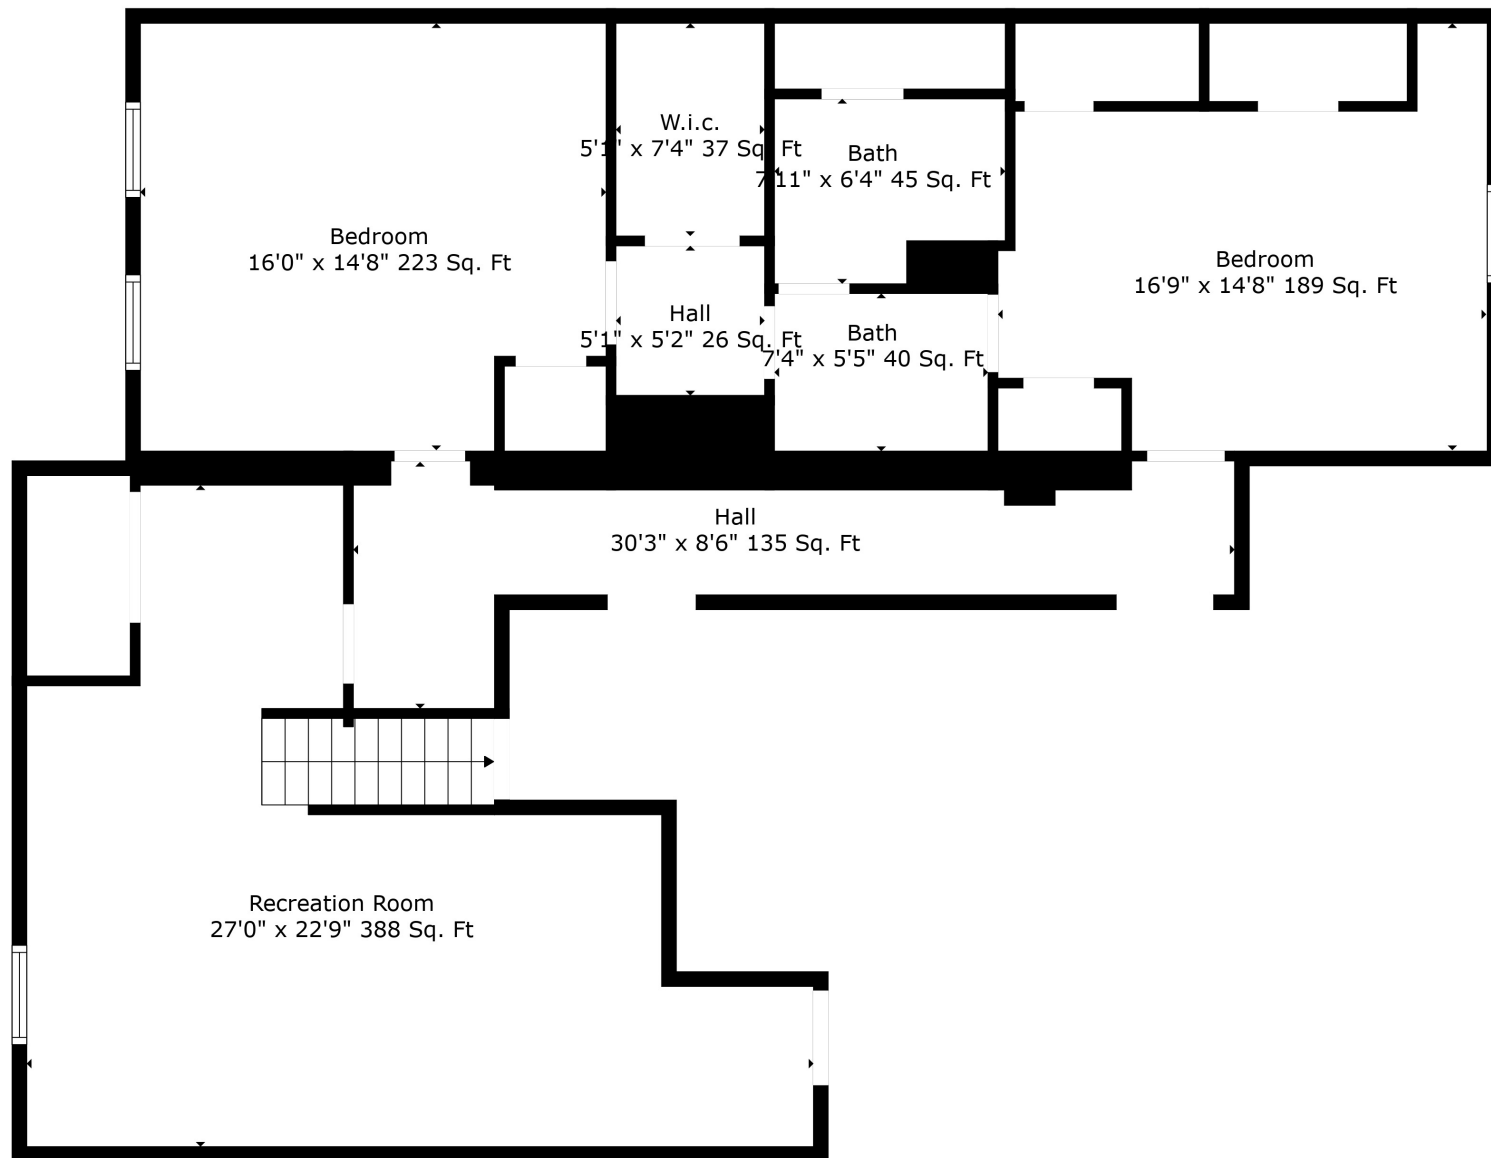 W.i.c.
5'1" x 7'4" 37 Sq. Ft
Bath
7'11" x 6'4" 45 Sq. Ft
Bedroom
16'0" x 14'8" 223 Sq. Ft
Bedroom
16'9" x 14'8" 189 Sq. Ft
Hall
5'1" x 5'2" 26 Sq. Ft
Bath
7'4" x 5'5" 40 Sq. Ft
Hall
30'3" x 8'6" 135 Sq. Ft
Recreation Room
27'0" x 22'9" 388 Sq. Ft